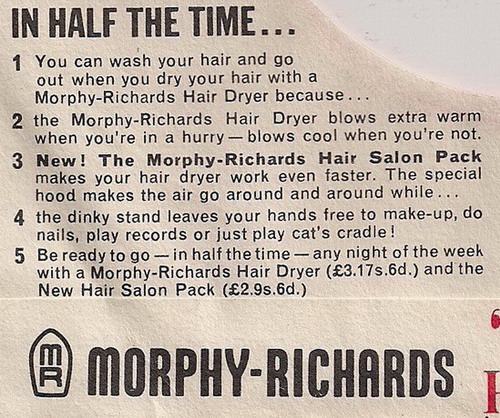 IN HALF THE TIME...
1 You can wash your hair and go
out when you dry your hair with a
Morphy-Richards Hair Dryer because...
2 the Morphy-Richards Hair Dryer blows extra warm
when you're in a hurry — blows cool when you're not.
3 New! The Morphy-Richards Hair Salon Pack
makes your hair dryer work even faster. The special
hood makes the air go around and around while...
4 the dinky stand leaves your hands free to make-up, do
nails, play records or just play cat's cradle!
5 Be ready to go — in half the time — any night of the week
with a Morphy-Richards Hair Dryer (£3.17s.6d.) and the
New Hair Salon Pack (£2.9s.6d.)
MR MORPHY-RICHARDS